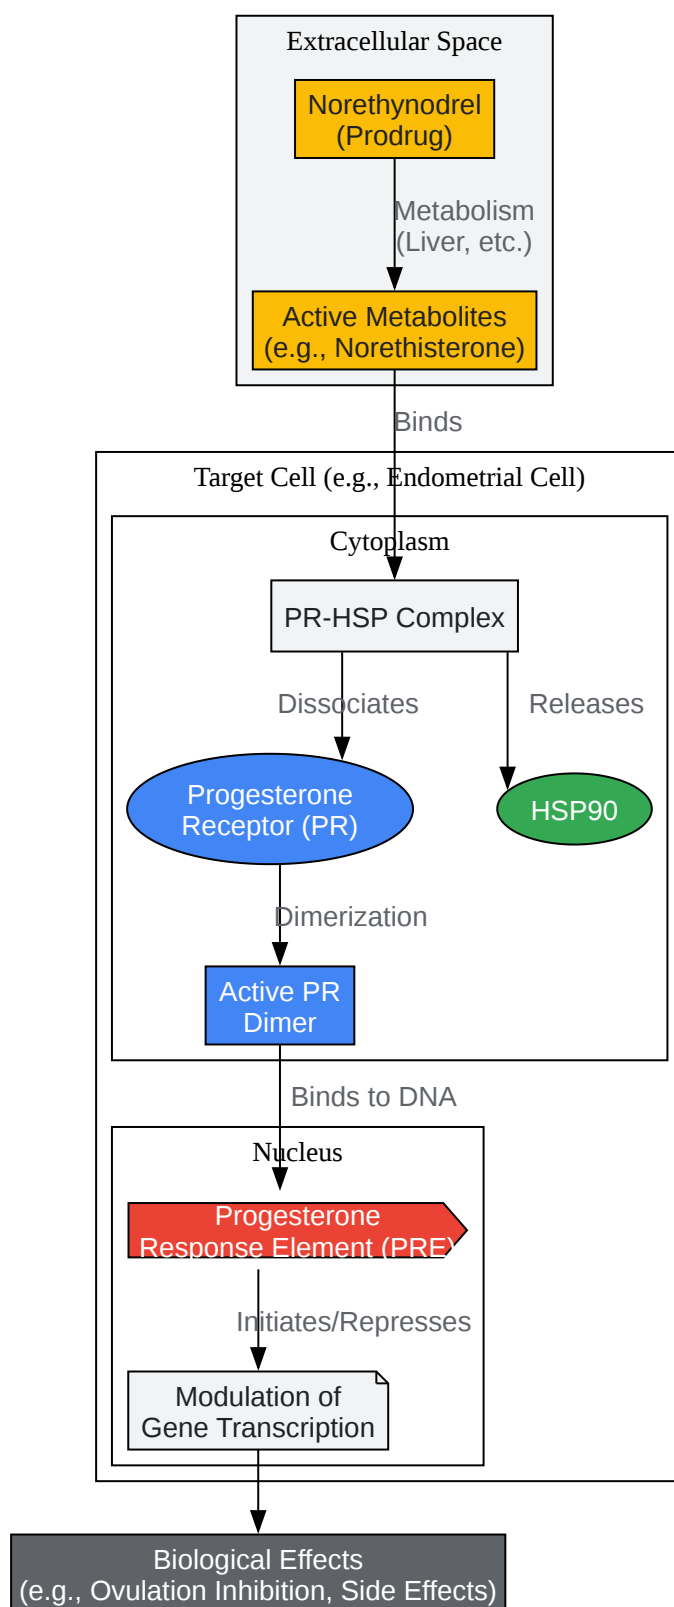 Extracellular Space
Norethynodrel
(Prodrug)
Metabolism
(Liver, etc.)
Active Metabolites
(e.g., Norethisterone)
Binds
Target Cell (e.g., Endometrial Cell)
Cytoplasm
PR-HSP Complex
Dissociates
Releases
Progesterone
Receptor (PR)
HSP90
Dimerization
Active PR
Dimer
Binds to DNA
Nucleus
Progesterone
Response Element (PRE)
Initiates/Represses
Modulation of
Gene Transcription
Biological Effects
(e.g., Ovulation Inhibition, Side Effects)